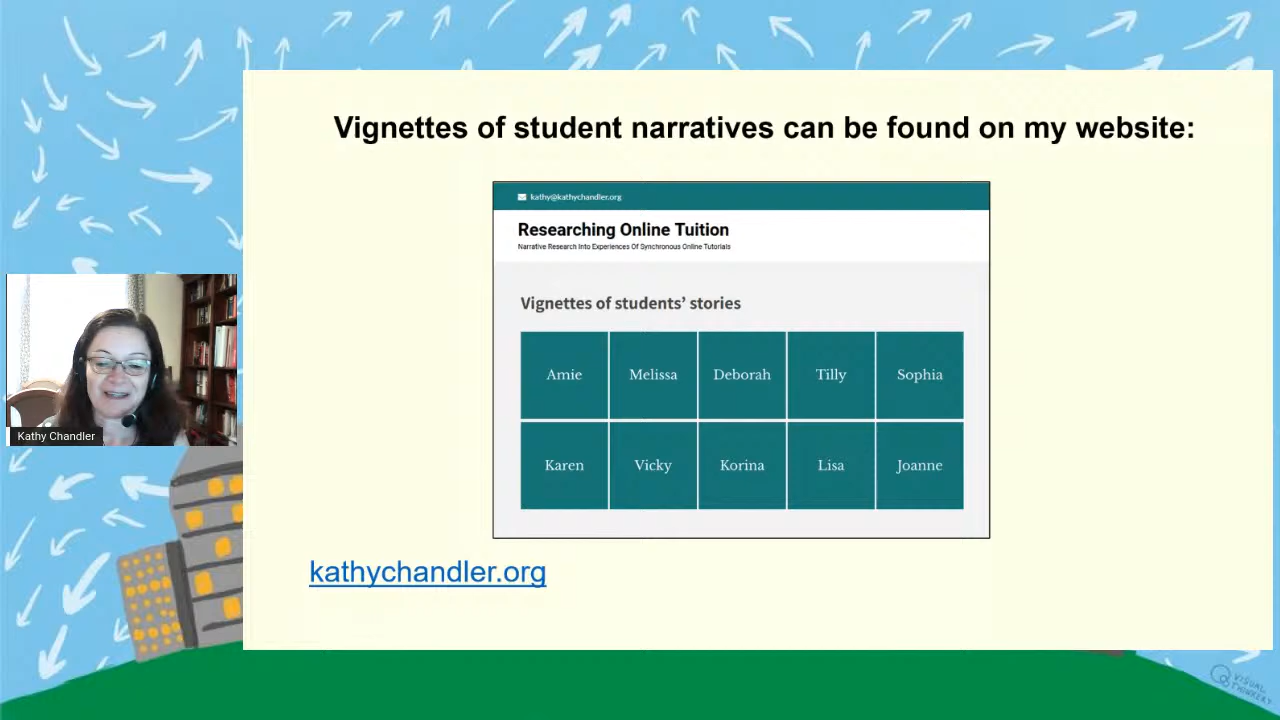 Vignettes of student narratives can be found on my website:
kathy@kathychandler.org
Researching Online Tuition
Narrative Research Into Experiences Of Synchronous Online Tutorials
Vignettes of students’ stories
Amie Melissa Deborah Tilly Sophia
Karen Vicky Korina Lisa Joanne
Kathy Chandler
kathychandler.org
VISUAL
THINKERY